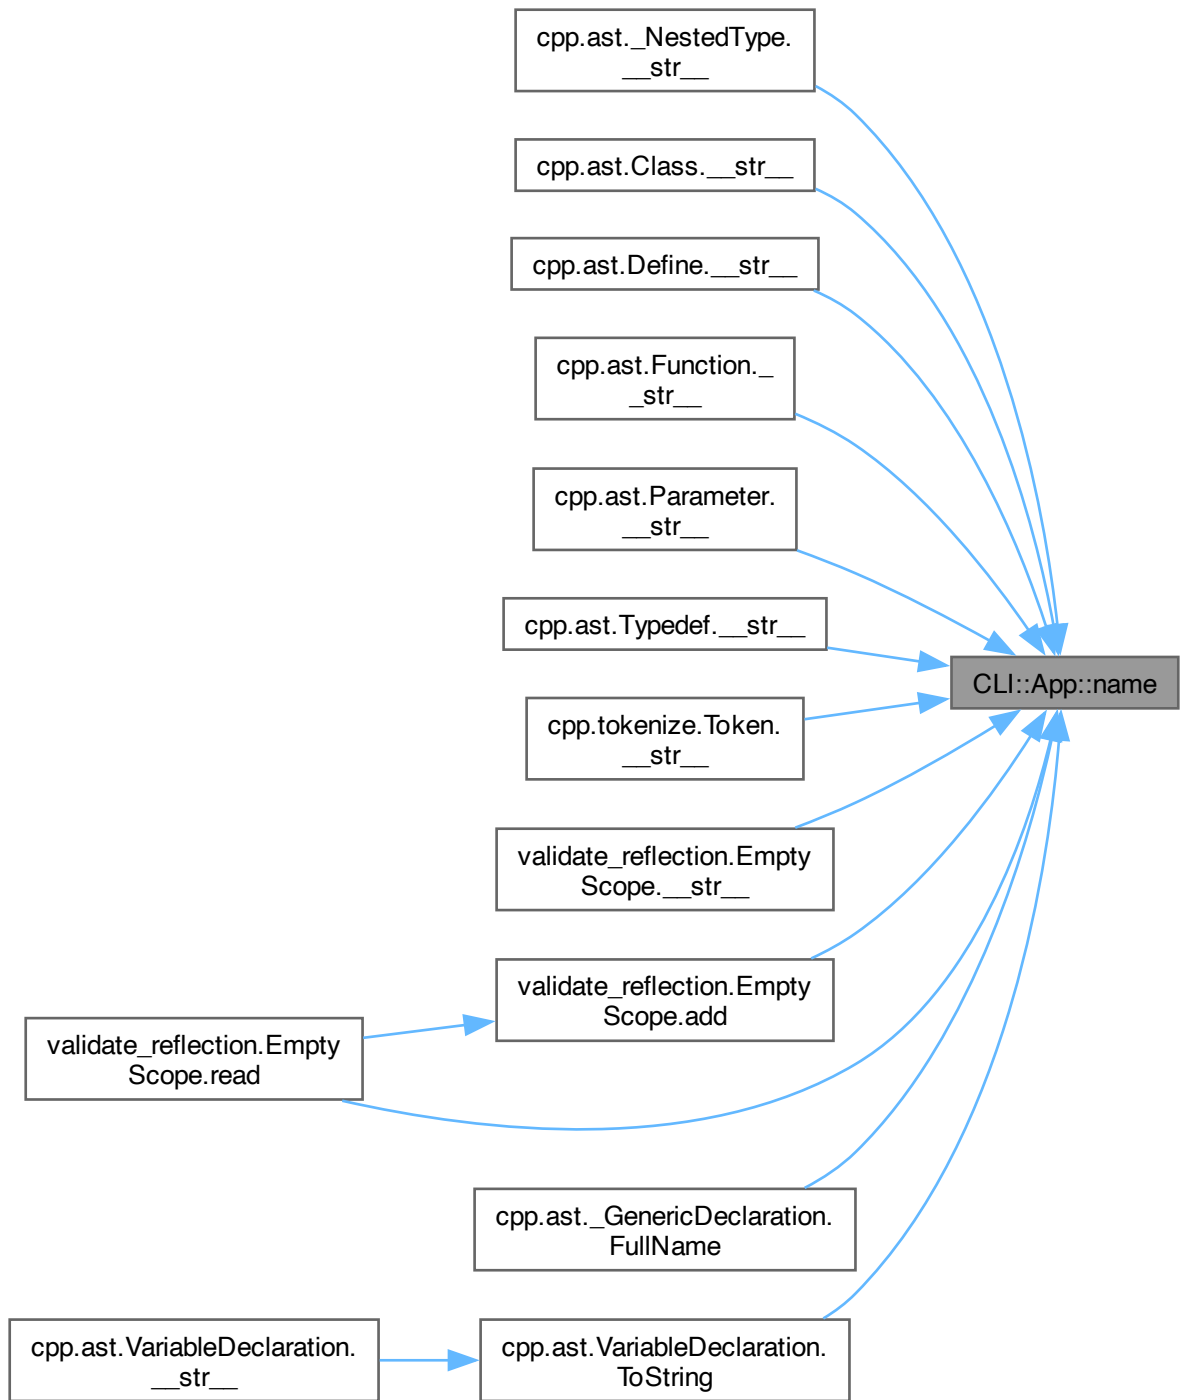 cpp.ast._NestedType.
__str__
cpp.ast.Class.__str__
cpp.ast.Define.__str__
cpp.ast.Function._
_str__
cpp.ast.Parameter.
__str__
cpp.ast.Typedef.__str__
CLI::App::name
cpp.tokenize.Token.
__str__
validate_reflection.Empty
Scope.__str__
validate_reflection.Empty
Scope.add
validate_reflection.Empty
Scope.read
cpp.ast._GenericDeclaration.
FullName
cpp.ast.VariableDeclaration.
__str__
cpp.ast.VariableDeclaration.
ToString